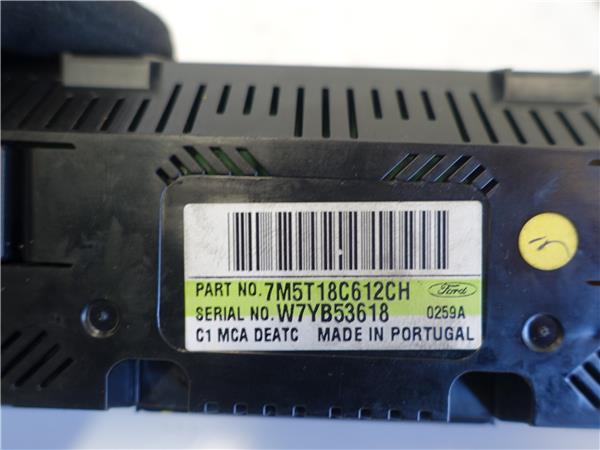 PART NO. 7M5T18C612CH Ford
SERIAL NO. W7YB53618 0259A
C1 MCA DEATC MADE IN PORTUGAL